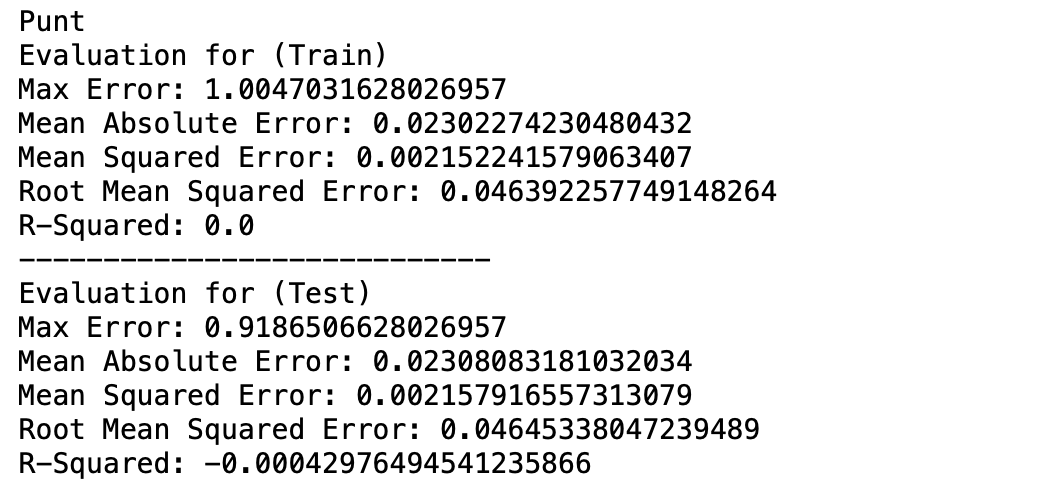 Punt
Evaluation for (Train)
Max Error: 1.0047031628026957
Mean Absolute Error: 0.02302274230480432
Mean Squared Error: 0.002152241579063407
Root Mean Squared Error: 0.046392257749148264
R-Squared: 0.0
----------------------------
Evaluation for (Test)
Max Error: 0.9186506628026957
Mean Absolute Error: 0.02308083181032034
Mean Squared Error: 0.002157916557313079
Root Mean Squared Error: 0.04645338047239489
R-Squared: -0.00042976494541235866